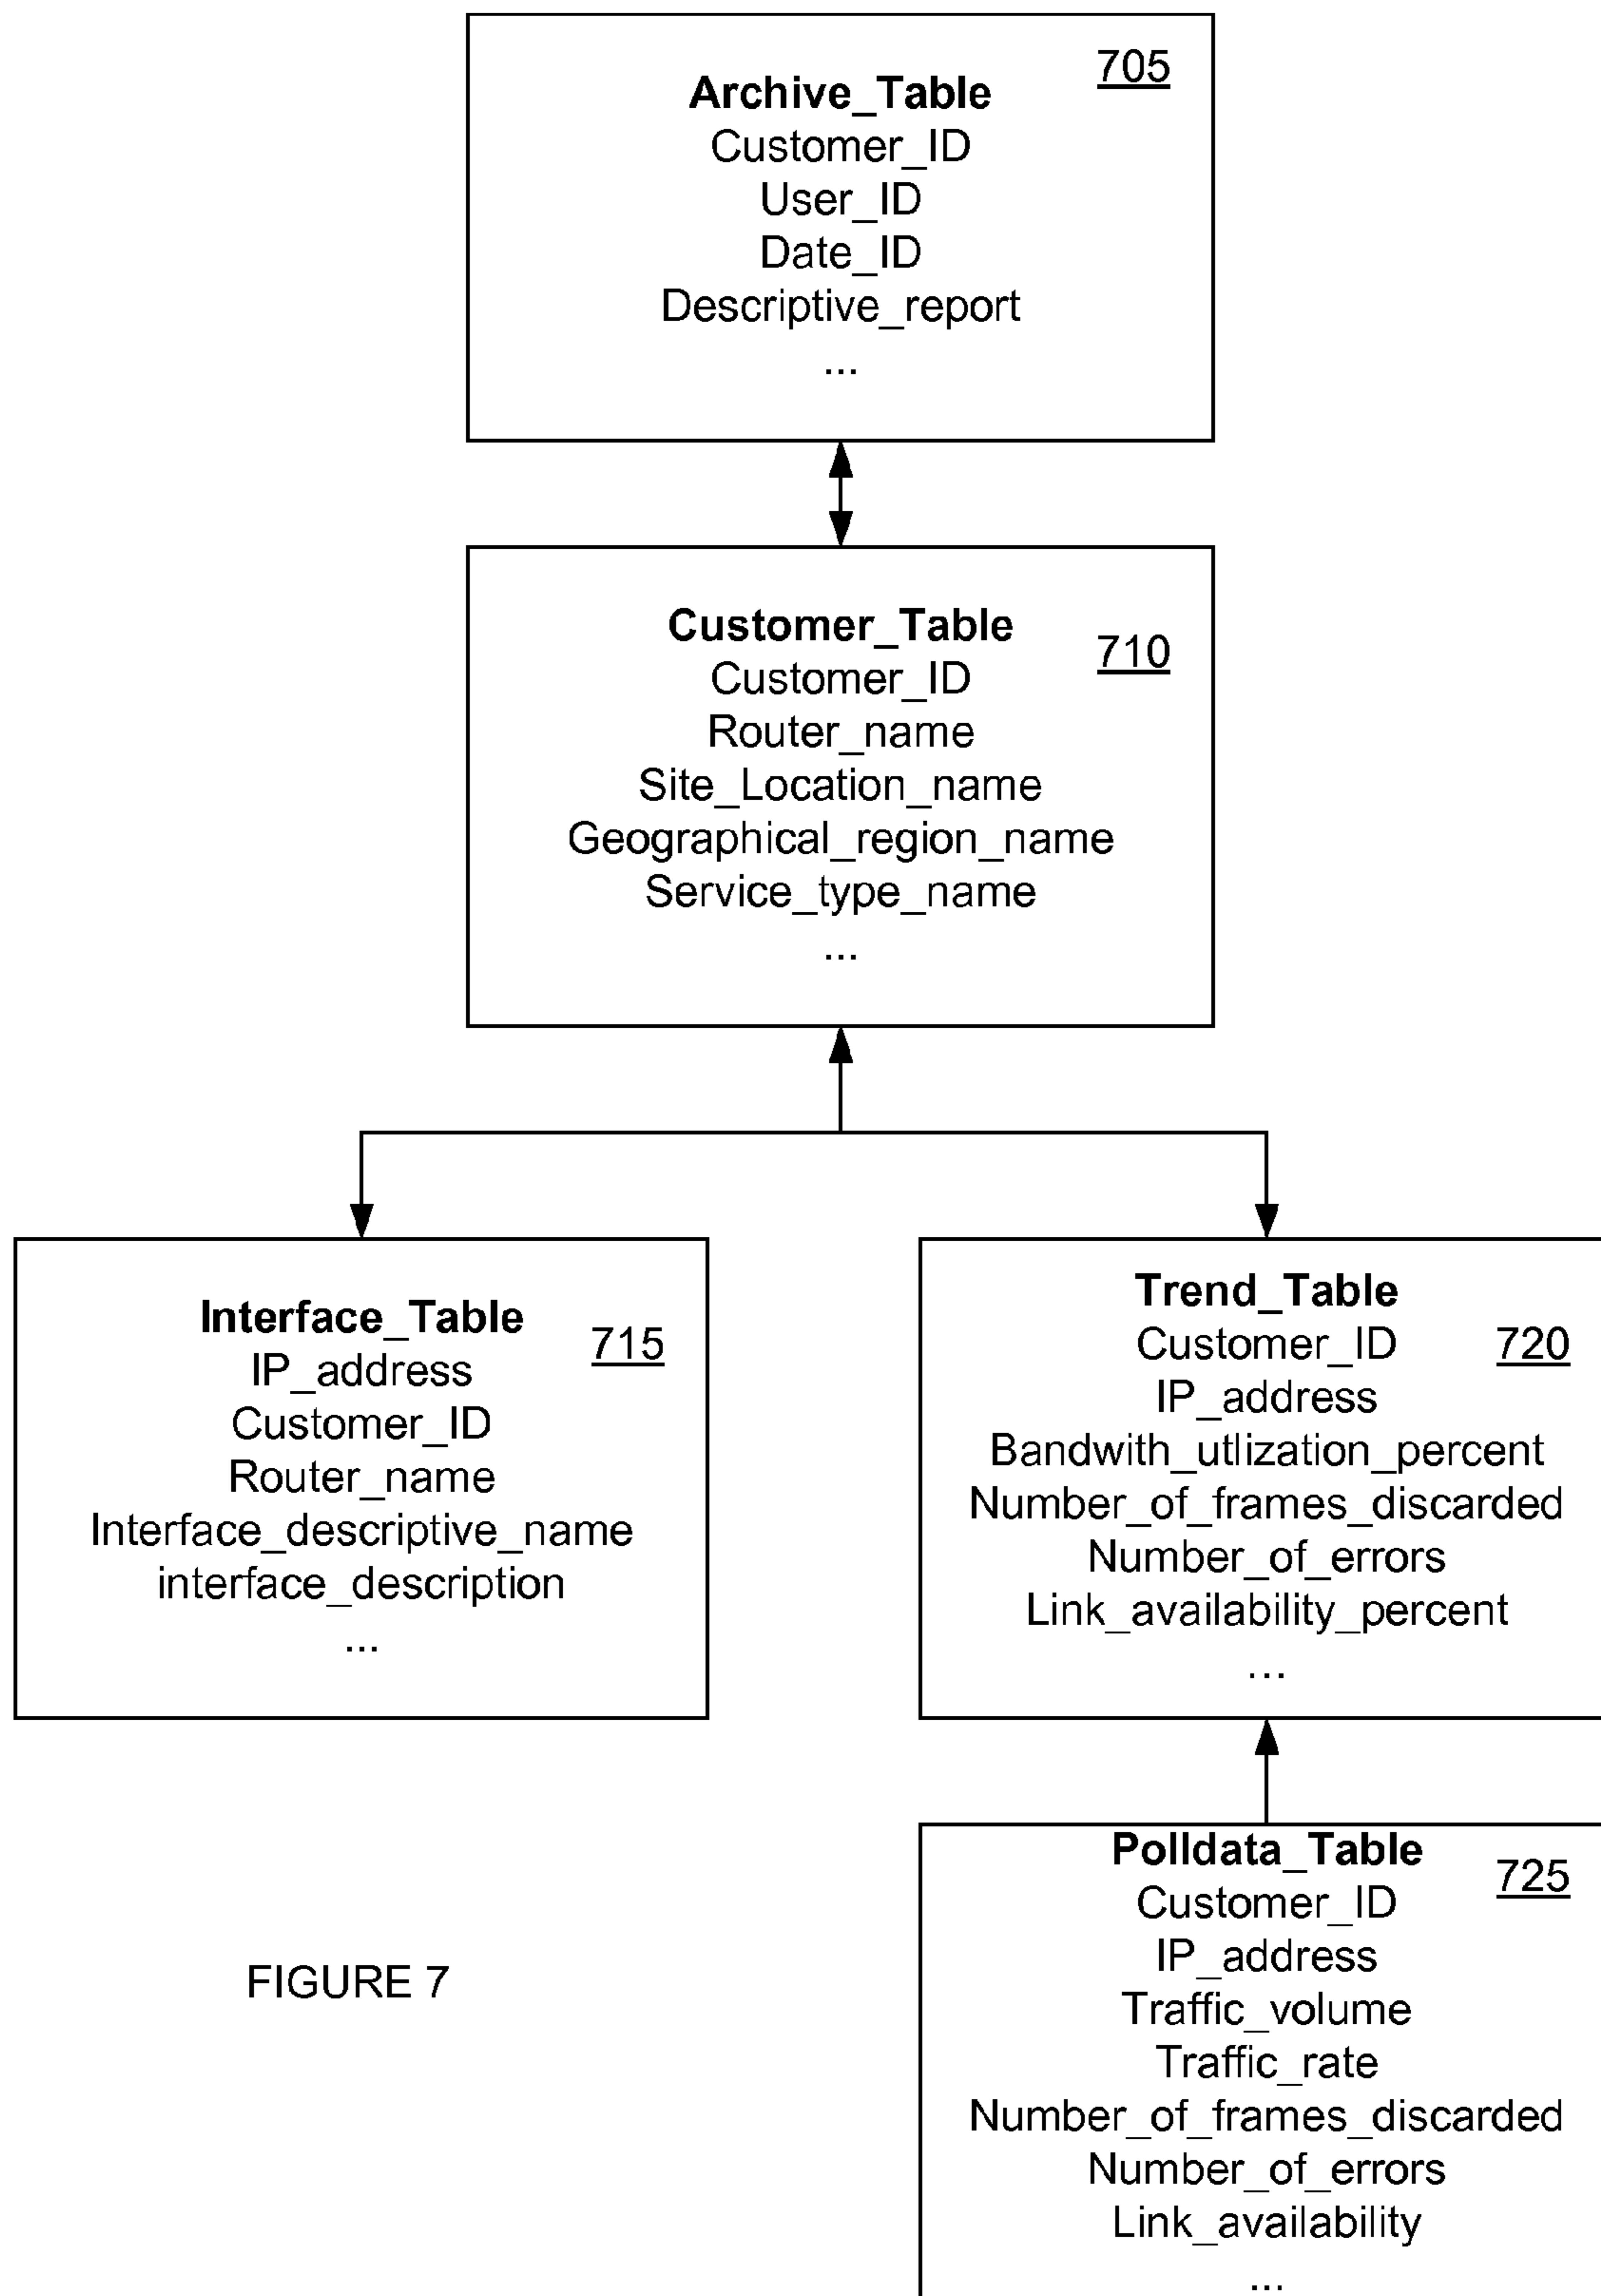 Archive_Table
705
Customer_ID
User_ID
Date_ID
Descriptive_report
...
Customer_Table
710
Customer_ID
Router_name
Site_Location_name
Geographical_region_name
Service_type_name
...
Interface_Table
715
IP_address
Customer_ID
Router_name
Interface_descriptive_name
interface_description
...
Trend_Table
720
Customer_ID
IP_address
Bandwith_utlization_percent
Number_of_frames_discarded
Number_of_errors
Link_availability_percent
...
Polldata_Table
725
Customer_ID
IP_address
Traffic_volume
Traffic_rate
Number_of_frames_discarded
Number_of_errors
Link_availability
...
FIGURE 7